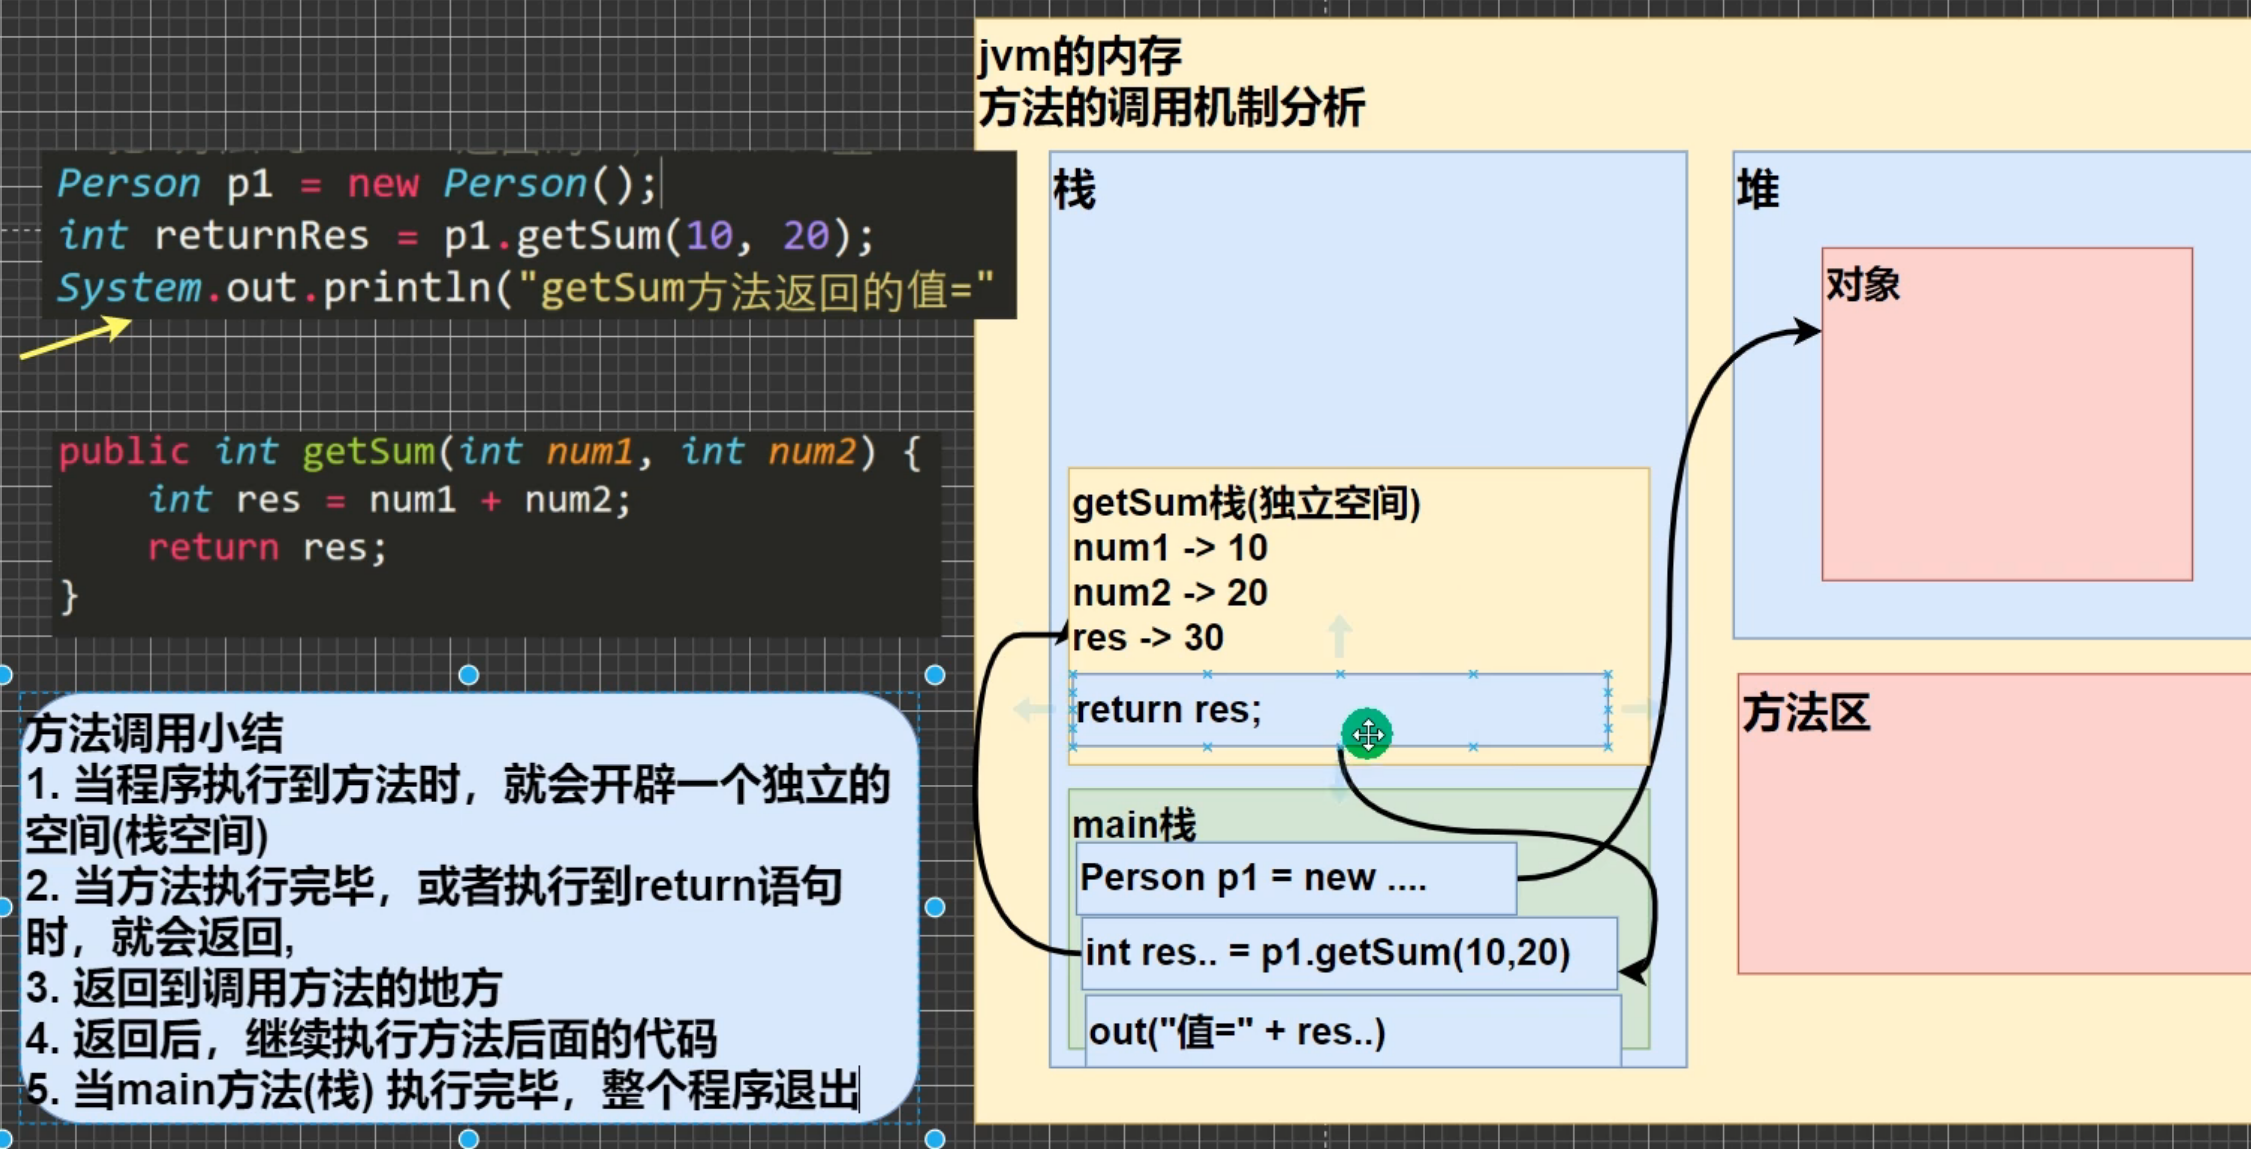 Person p1 = new Person();
int returnRes = p1.getSum(10, 20);
System.out.println("getSum方法返回的值="
public int getSum(int num1, int num2) {
int res = num1 + num2;
return res;
}
方法调用小结
1. 当程序执行到方法时，就会开辟一个独立的
空间(栈空间)
2. 当方法执行完毕，或者执行到return语句
时，就会返回,
3. 返回到调用方法的地方
4. 返回后，继续执行方法后面的代码
5. 当main方法(栈) 执行完毕，整个程序退出
jvm的内存
方法的调用机制分析
栈
getSum栈(独立空间)
num1 -> 10
num2 -> 20
res -> 30
return res;
main栈
Person p1 = new ....
int res.. = p1.getSum(10,20)
out("值=" + res..)
堆
对象
方法区